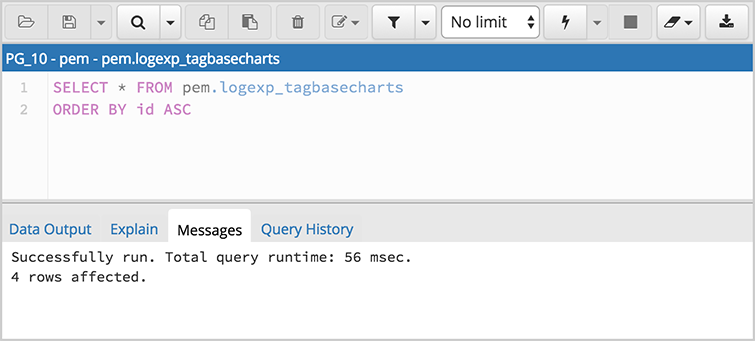 No limit
PG_10 - pem - pem.logexp_tagbasecharts
1 SELECT * FROM pem.logexp_tagbasecharts
2 ORDER BY id ASC
Data Output Explain Messages Query History
Successfully run. Total query runtime: 56 msec.
4 rows affected.